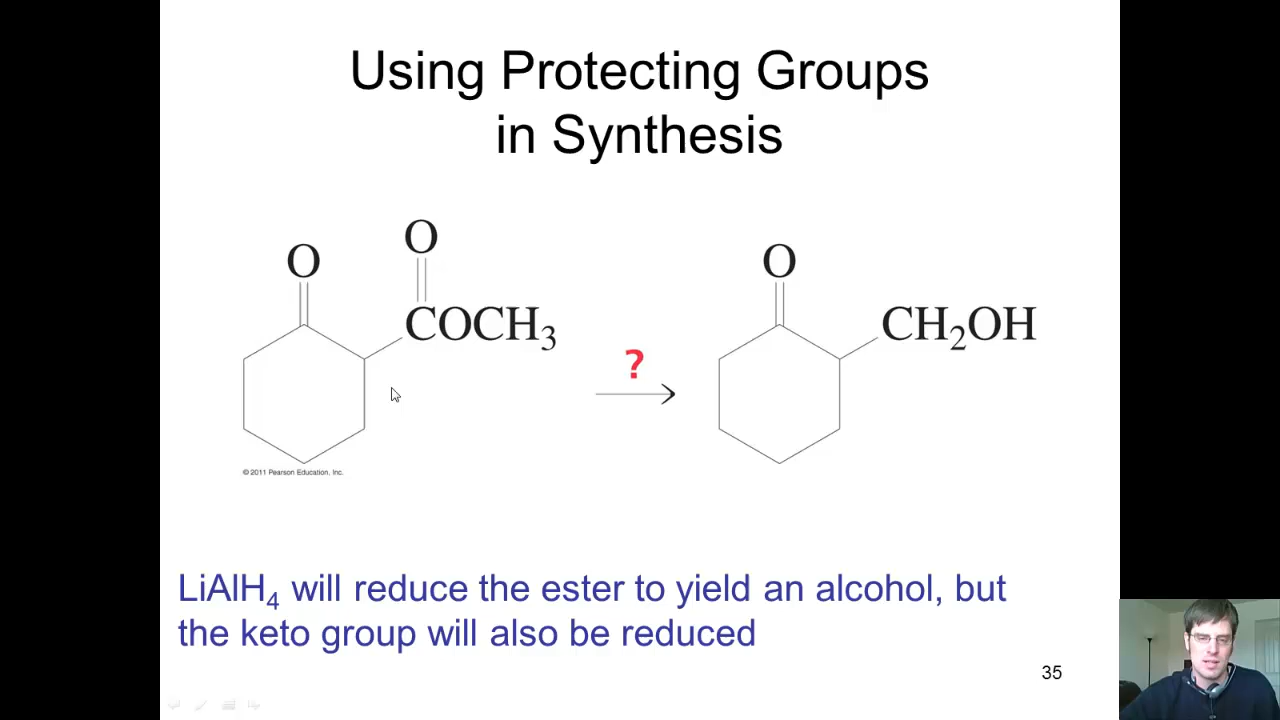 Using Protecting Groups
in Synthesis
O
O
COCH3
?
O
CH2OH
© 2011 Pearson Education, Inc.
LiAlH4 will reduce the ester to yield an alcohol, but
the keto group will also be reduced
35